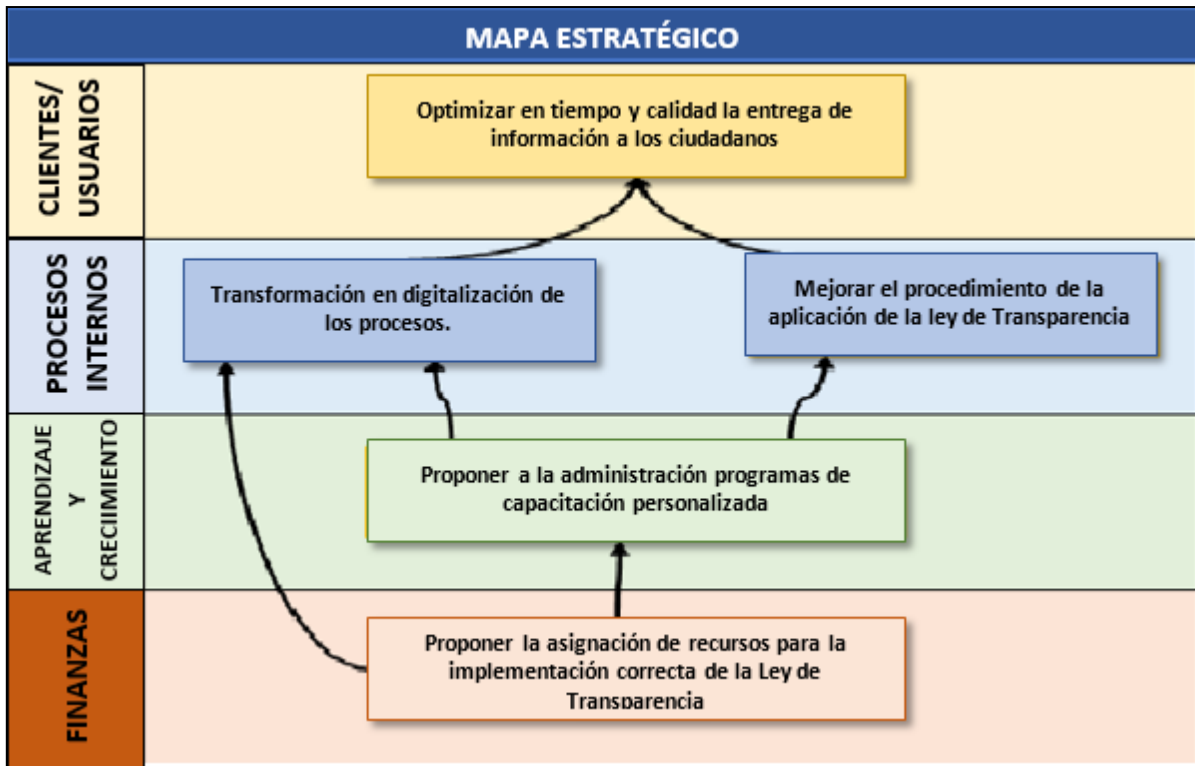 MAPA ESTRATÉGICO
CLIENTES/
USUARIOS
Optimizar en tiempo y calidad la entrega de
información a los ciudadanos
PROCESOS
INTERNOS
Transformación en digitalización de
los procesos.
Mejorar el procedimiento de la
aplicación de la ley de Transparencia
APRENDIZAJE
Y
CRECIIMIENTO
Proponer a la administración programas de
capacitación personalizada
FINANZAS
Proponer la asignación de recursos para la
implementación correcta de la Ley de
Transparencia